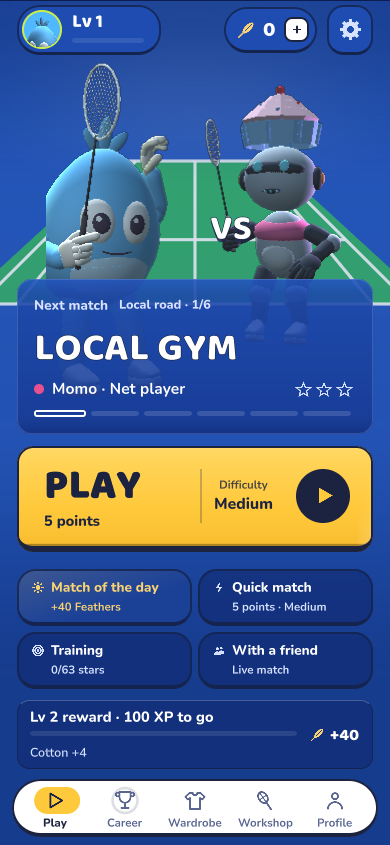 Lv 1
0
+
VS
Next match Local road · 1/6
LOCAL GYM
Momo · Net player
PLAY
5 points
Difficulty
Medium
Match of the day
+40 Feathers
Quick match
5 points · Medium
Training
0/63 stars
With a friend
Live match
Lv 2 reward · 100 XP to go
+40
Cotton +4
Play
Career
Wardrobe
Workshop
Profile